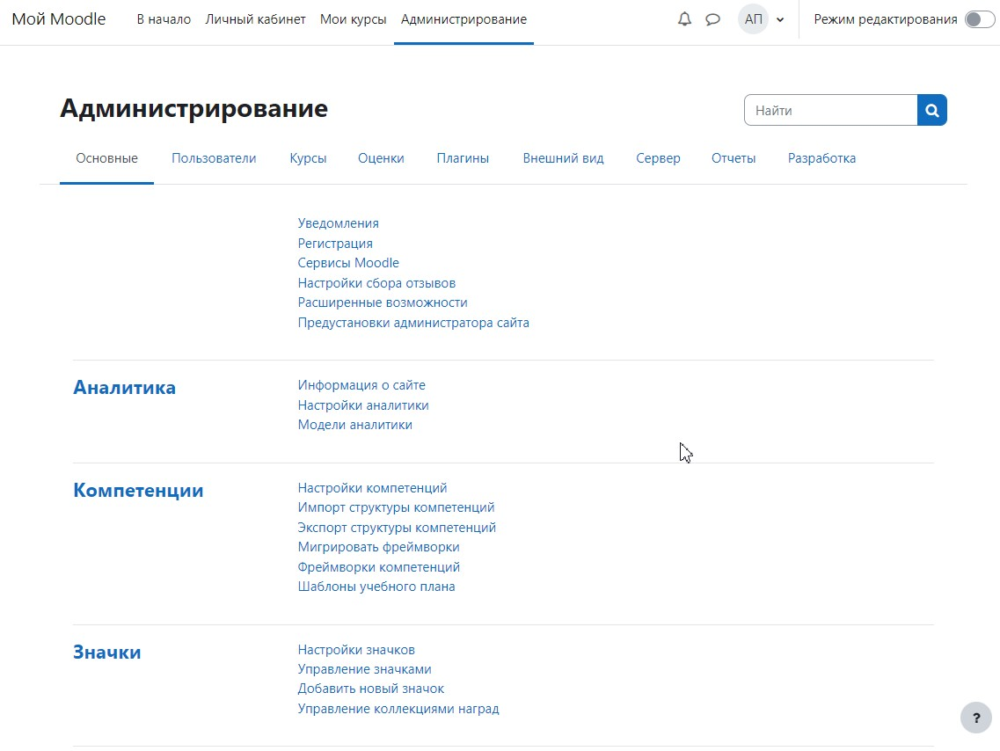 Мой Moodle В начало Личный кабинет Мои курсы Администрирование АП Режим редактирования
Администрирование
Найти
Основные Пользователи Курсы Оценки Плагины Внешний вид Сервер Отчеты Разработка
Уведомления
Регистрация
Сервисы Moodle
Настройки сбора отзывов
Расширенные возможности
Предустановки администратора сайта
Аналитика
Информация о сайте
Настройки аналитики
Модели аналитики
Компетенции
Настройки компетенций
Импорт структуры компетенций
Экспорт структуры компетенций
Мигрировать фреймворки
Фреймворки компетенций
Шаблоны учебного плана
Значки
Настройки значков
Управление значками
Добавить новый значок
Управление коллекциями наград
?